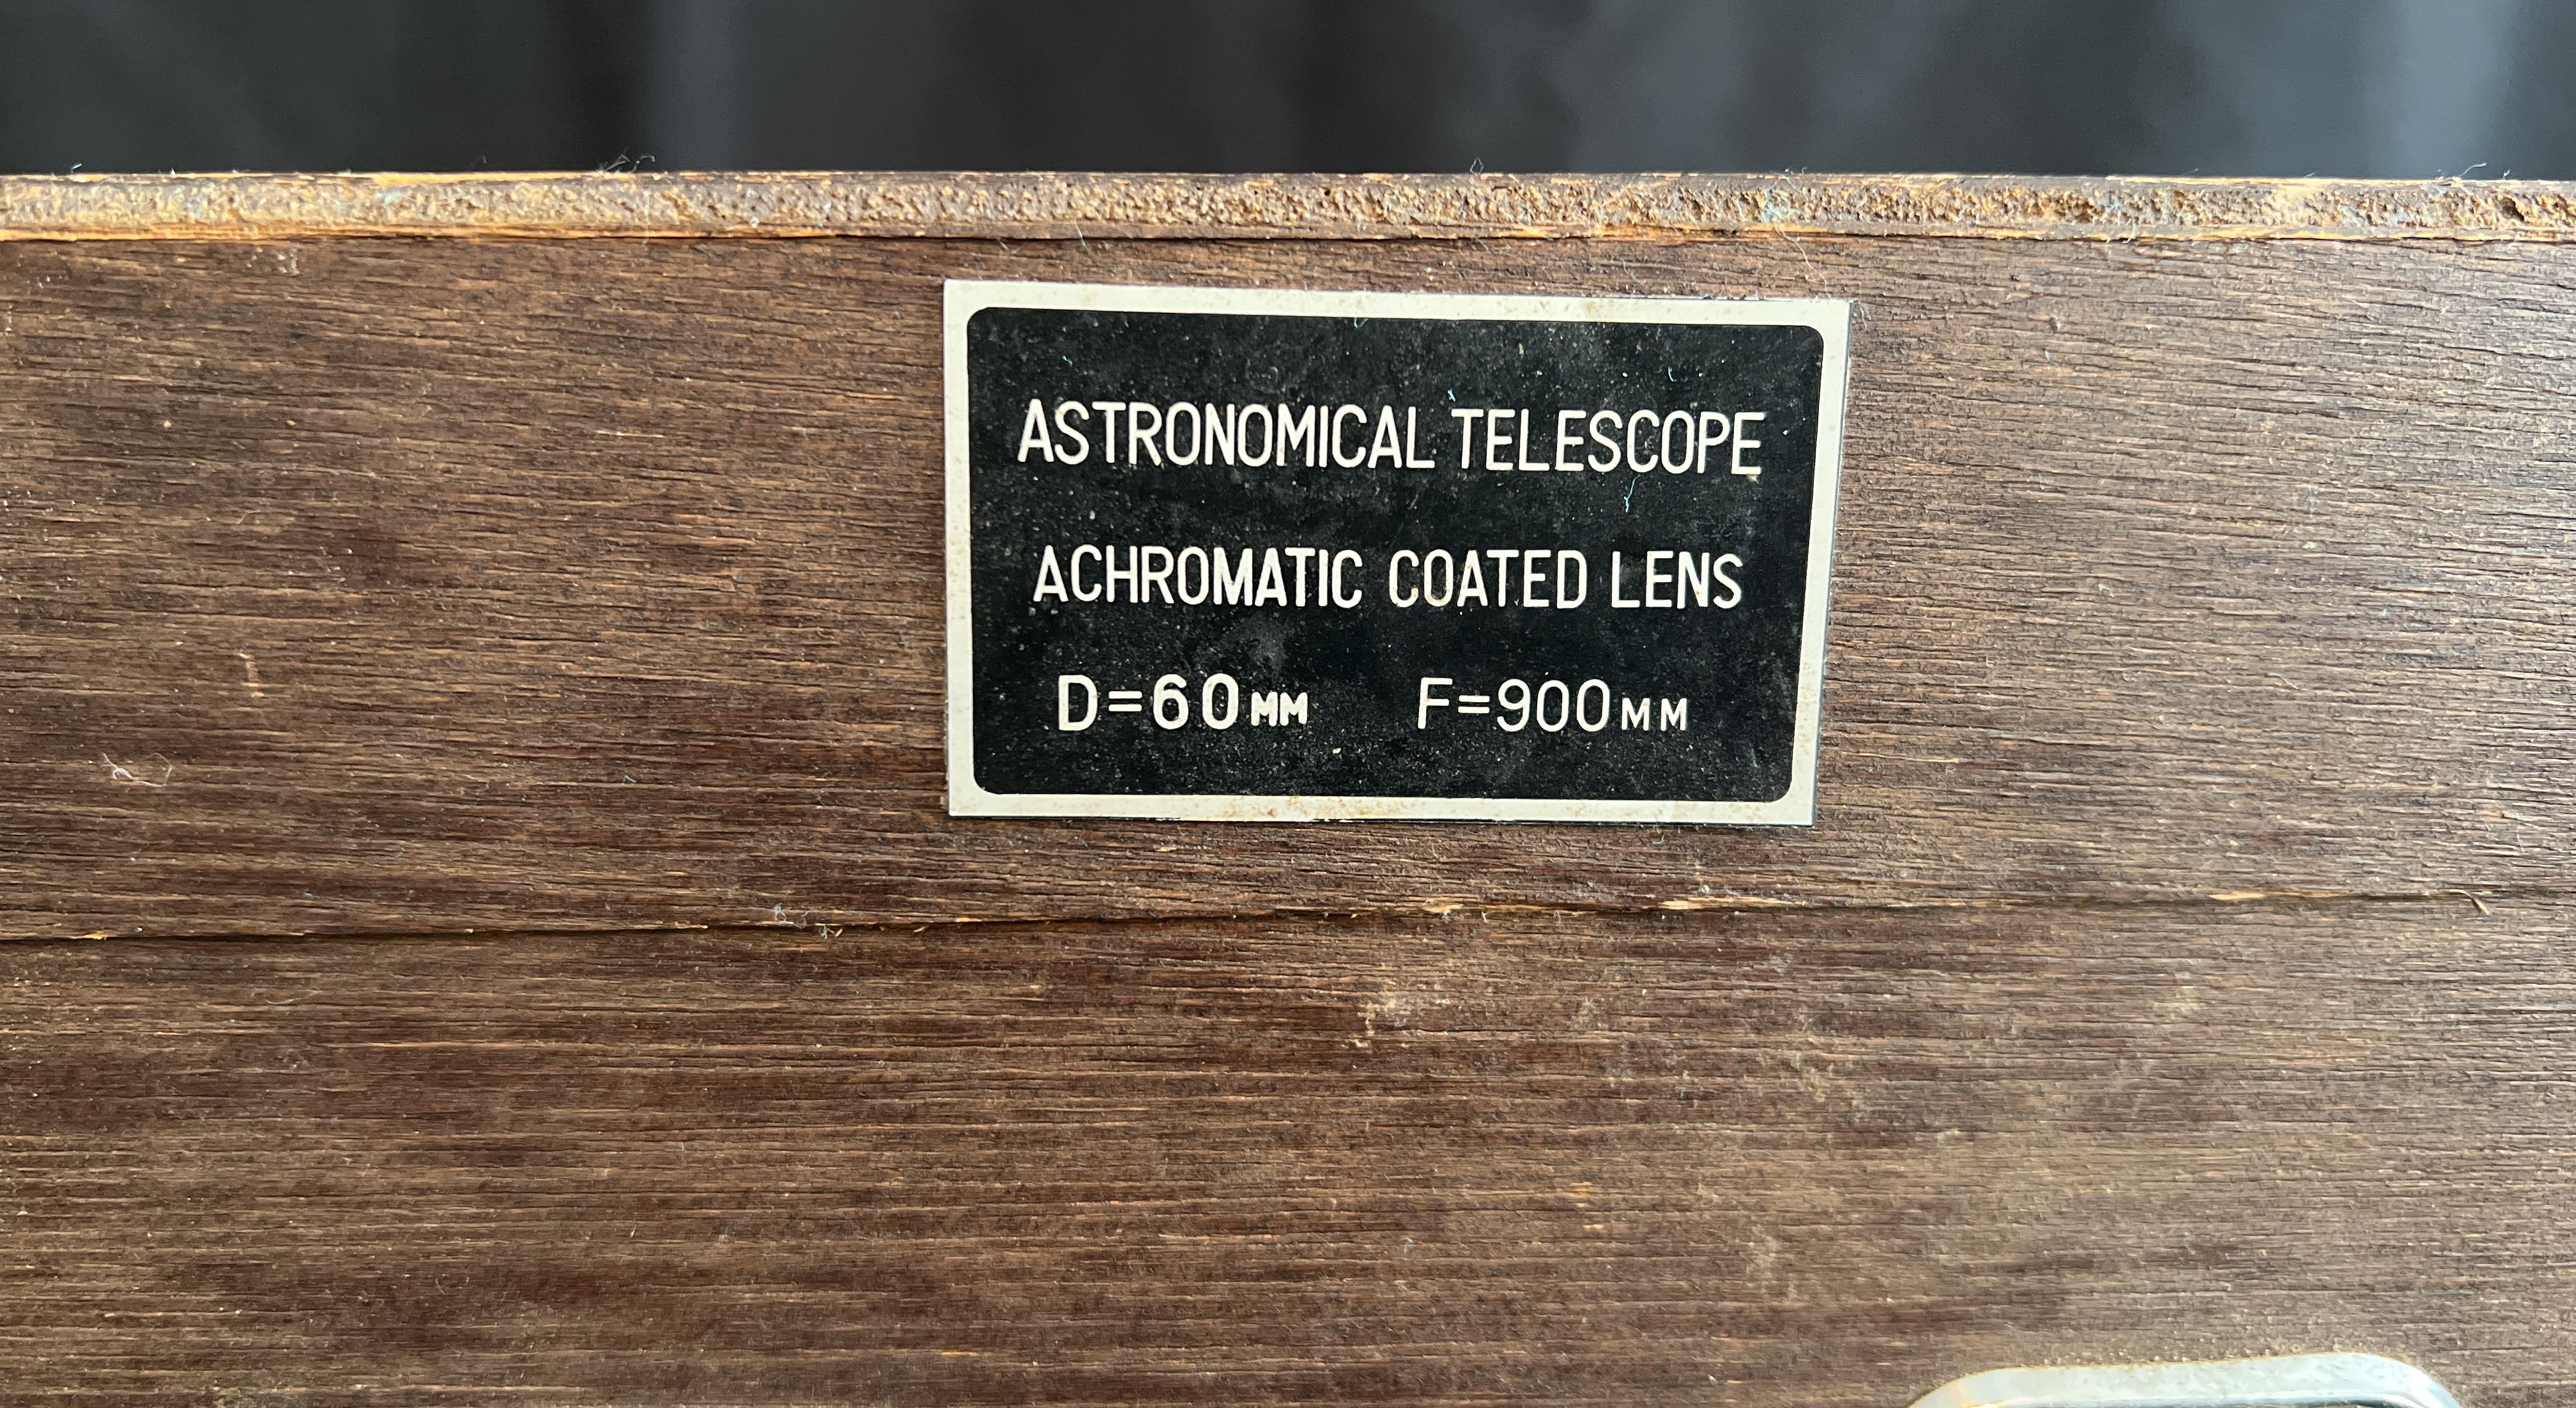 ASTRONOMICAL TELESCOPE
ACHROMATIC COATED LENS
D=60MM F=900MM